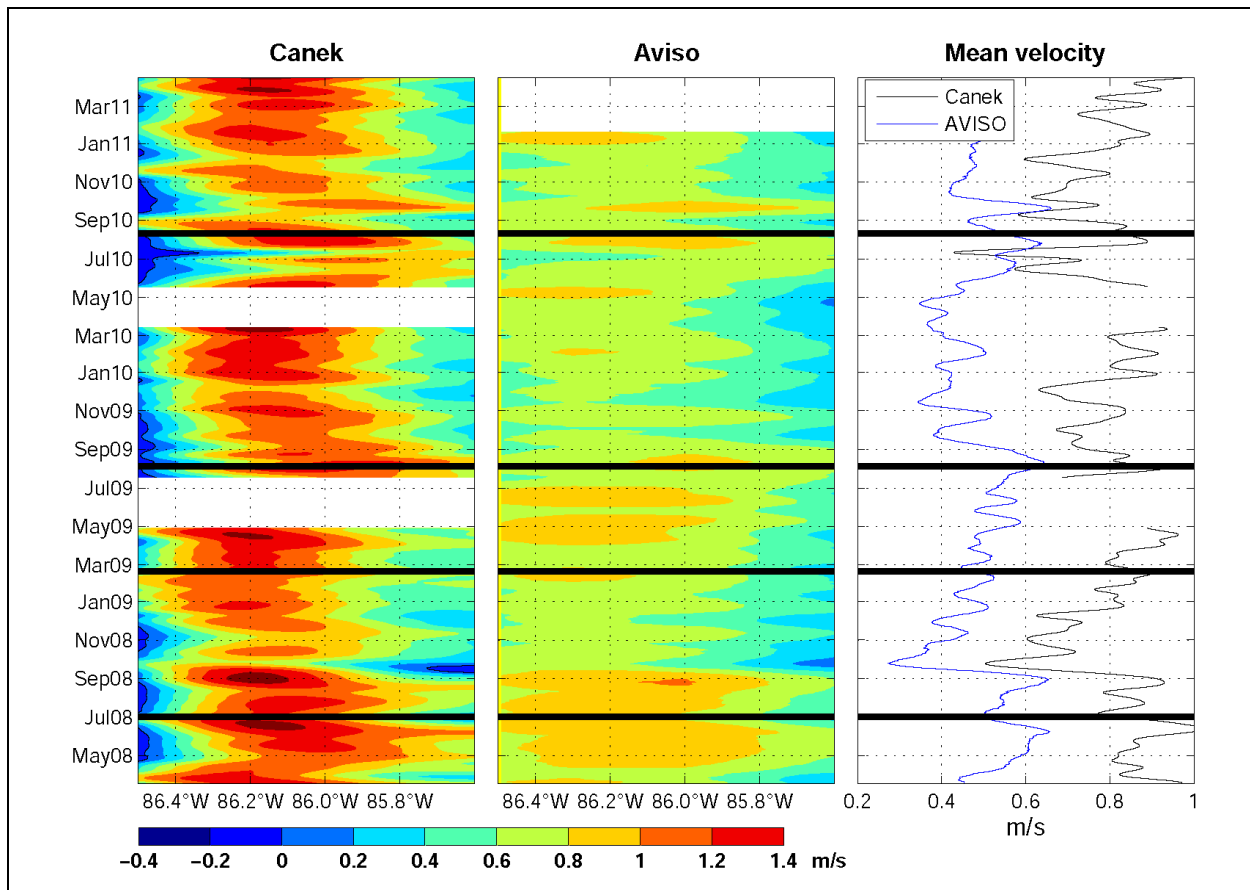 Canek
Aviso
Mean velocity
Canek
AVISO
Mar11
Jan11
Nov10
Sep10
Jul10
May10
Mar10
Jan10
Nov09
Sep09
Jul09
May09
Mar09
Jan09
Nov08
Sep08
Jul08
May08
86.4°W 86.2°W 86.0°W 85.8°W
86.4°W 86.2°W 86.0°W 85.8°W
0.2 0.4 0.6 0.8 1
m/s
−0.4 −0.2 0 0.2 0.4 0.6 0.8 1 1.2 1.4 m/s